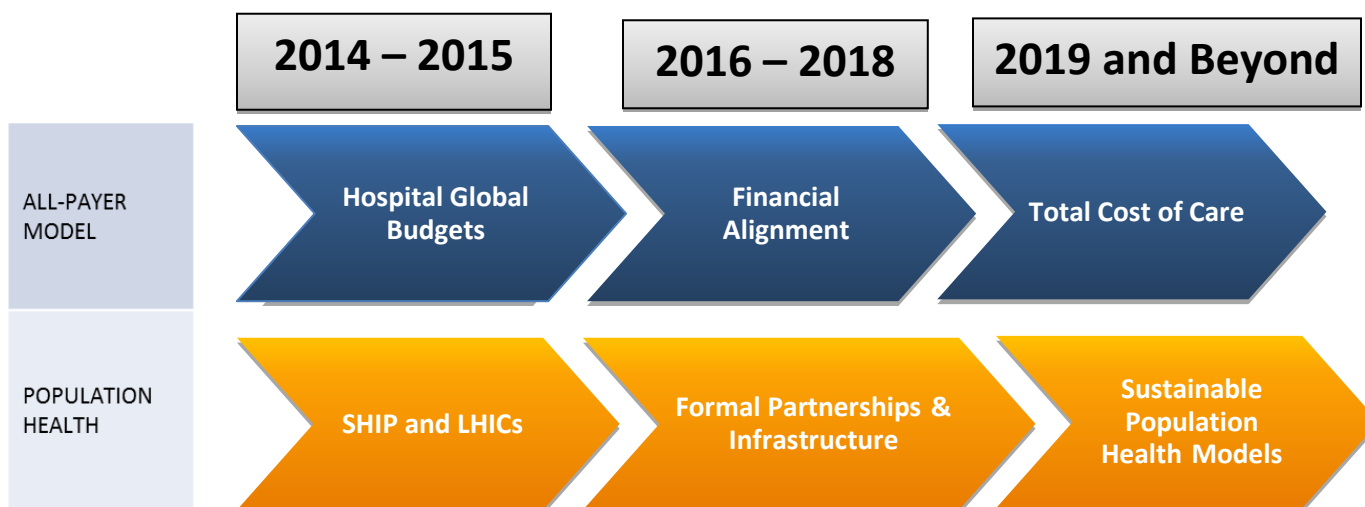 2014 – 2015
2016 – 2018
2019 and Beyond
ALL-PAYER
MODEL
Hospital Global
Budgets
Financial
Alignment
Total Cost of Care
POPULATION
HEALTH
SHIP and LHICs
Formal Partnerships &
Infrastructure
Sustainable
Population
Health Models